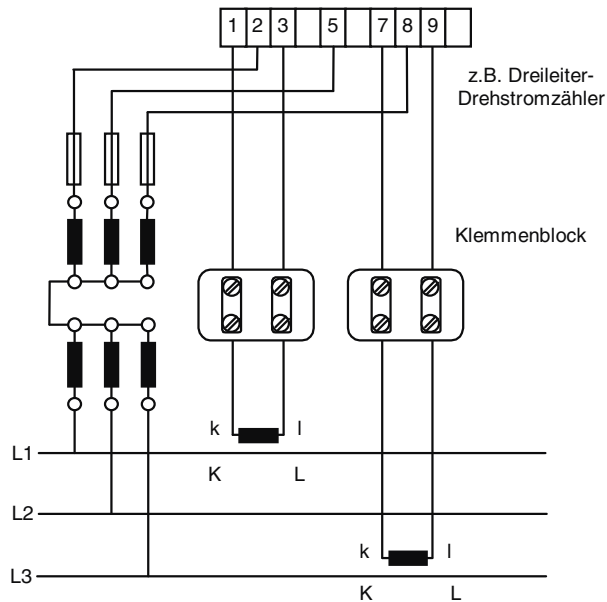 1 2 3 5 7 8 9
z.B. Dreileiter-
Drehstromzähler
Klemmenblock
k l
L1
K L
L2
k l
L3
K L